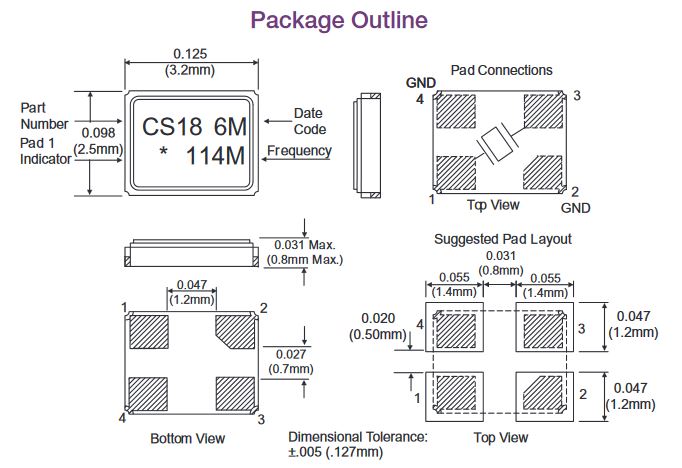 Package Outline
0.125
(3.2mm)
Part
Number
Pad 1
Indicator
0.098
(2.5mm)
CS18 6M
* 114M
Date
Code
Frequency
Pad Connections
GND
4
3
1
2
GND
Top View
0.031 Max.
(0.8mm Max.)
0.047
(1.2mm)
1
2
0.027
(0.7mm)
4
3
Bottom View
Suggested Pad Layout
0.031
(0.8mm)
0.055
(1.4mm)
0.055
(1.4mm)
0.020
(0.50mm)
4
3
0.047
(1.2mm)
1
2
0.047
(1.2mm)
Top View
Dimensional Tolerance:
±.005 (.127mm)